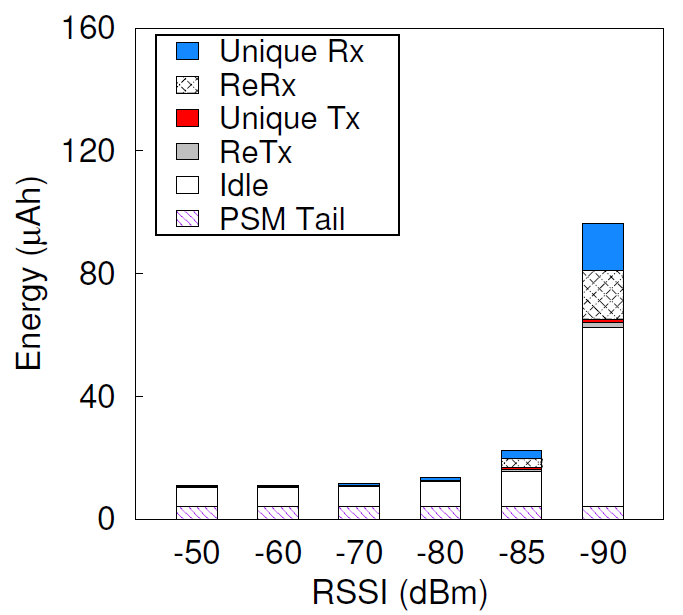 160
120
80
40
0
Energy (μAh)
Unique Rx
ReRx
Unique Tx
ReTx
Idle
PSM Tail
-50 -60 -70 -80 -85 -90
RSSI (dBm)